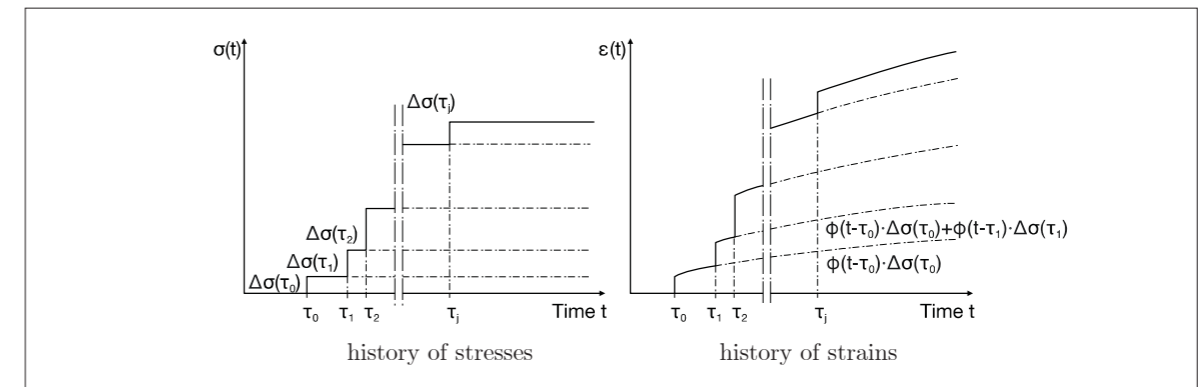 σ(t)
Δσ(τⱼ)
Δσ(τ₂)
Δσ(τ₁)
Δσ(τ₀)
τ₀ τ₁ τ₂ τⱼ Time t
history of stresses
ε(t)
ϕ(t-τ₀)·Δσ(τ₀)+ϕ(t-τ₁)·Δσ(τ₁)
ϕ(t-τ₀)·Δσ(τ₀)
τ₀ τ₁ τ₂ τⱼ Time t
history of strains